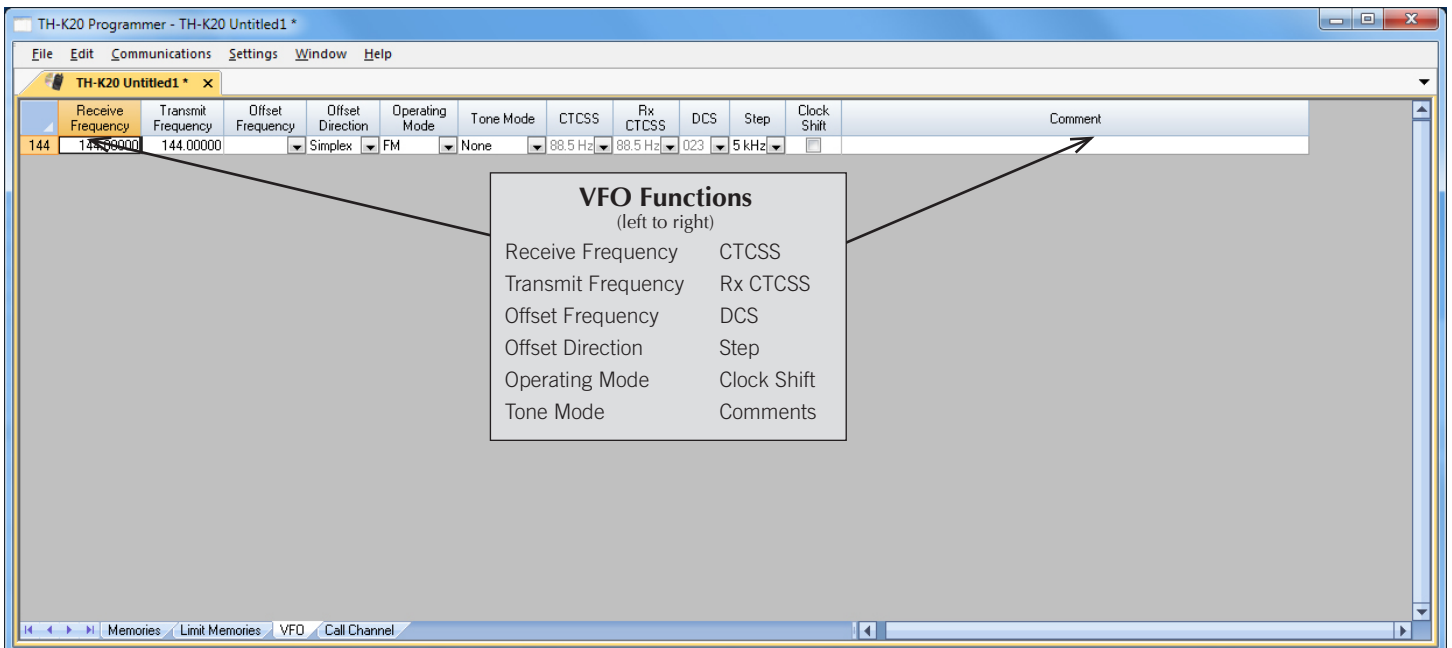 TH-K20 Programmer - TH-K20 Untitled1 *
File Edit Communications Settings Window Help
TH-K20 Untitled1 * X
Receive Frequency Transmit Frequency Offset Frequency Offset Direction Operating Mode Tone Mode CTCSS Rx CTCSS DCS Step Clock Shift Comment
144 144.00000 144.00000 Simplex FM None 88.5 Hz 88.5 Hz 023 5 kHz
VFO Functions
(left to right)
Receive Frequency CTCSS
Transmit Frequency Rx CTCSS
Offset Frequency DCS
Offset Direction Step
Operating Mode Clock Shift
Tone Mode Comments
Memories Limit Memories VFO Call Channel